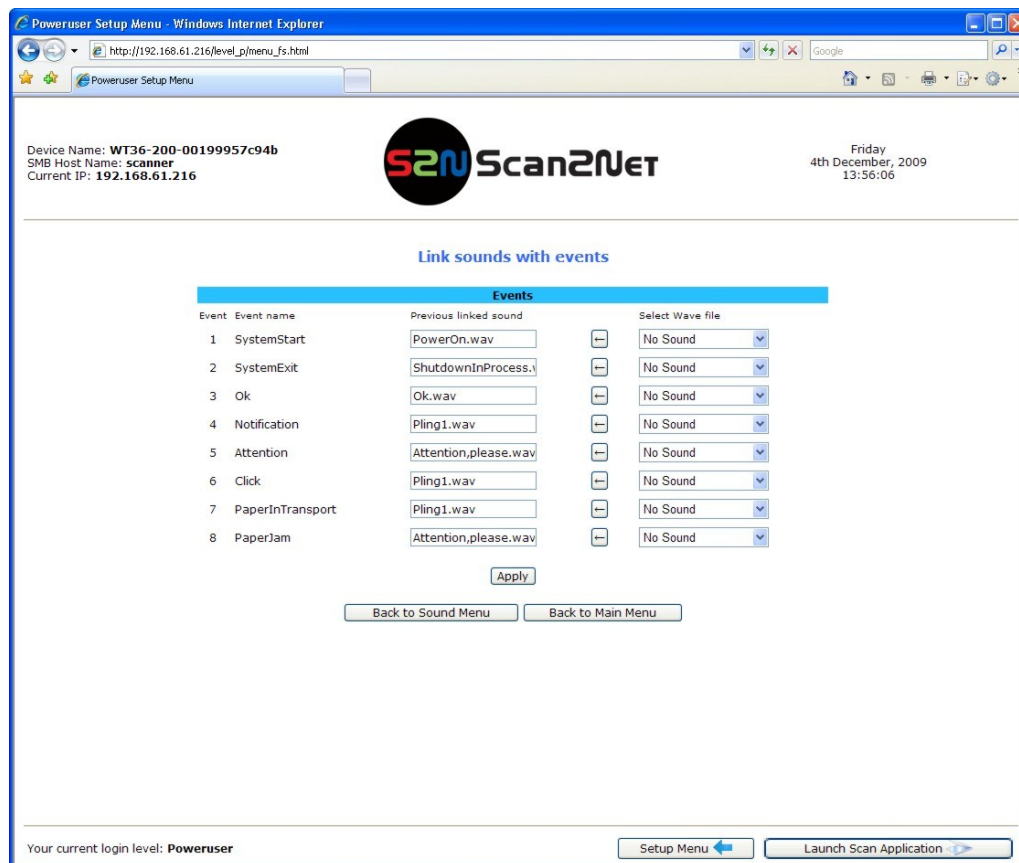 Poweruser Setup Menu - Windows Internet Explorer
http://192.168.61.216/level_p/menu_fs.html
Google
Poweruser Setup Menu
Device Name: WT36-200-00199957c94b
SMB Host Name: scanner
Current IP: 192.168.61.216
S2N Scan2Net
Friday
4th December, 2009
13:56:06
Link sounds with events
Events
Event Event name Previous linked sound Select Wave file
1 SystemStart PowerOn.wav ← No Sound
2 SystemExit ShutdownInProcess. ← No Sound
3 Ok Ok.wav ← No Sound
4 Notification Pling1.wav ← No Sound
5 Attention Attention,please.wav ← No Sound
6 Click Pling1.wav ← No Sound
7 PaperInTransport Pling1.wav ← No Sound
8 PaperJam Attention,please.wav ← No Sound
Apply
Back to Sound Menu Back to Main Menu
Your current login level: Poweruser Setup Menu Launch Scan Application